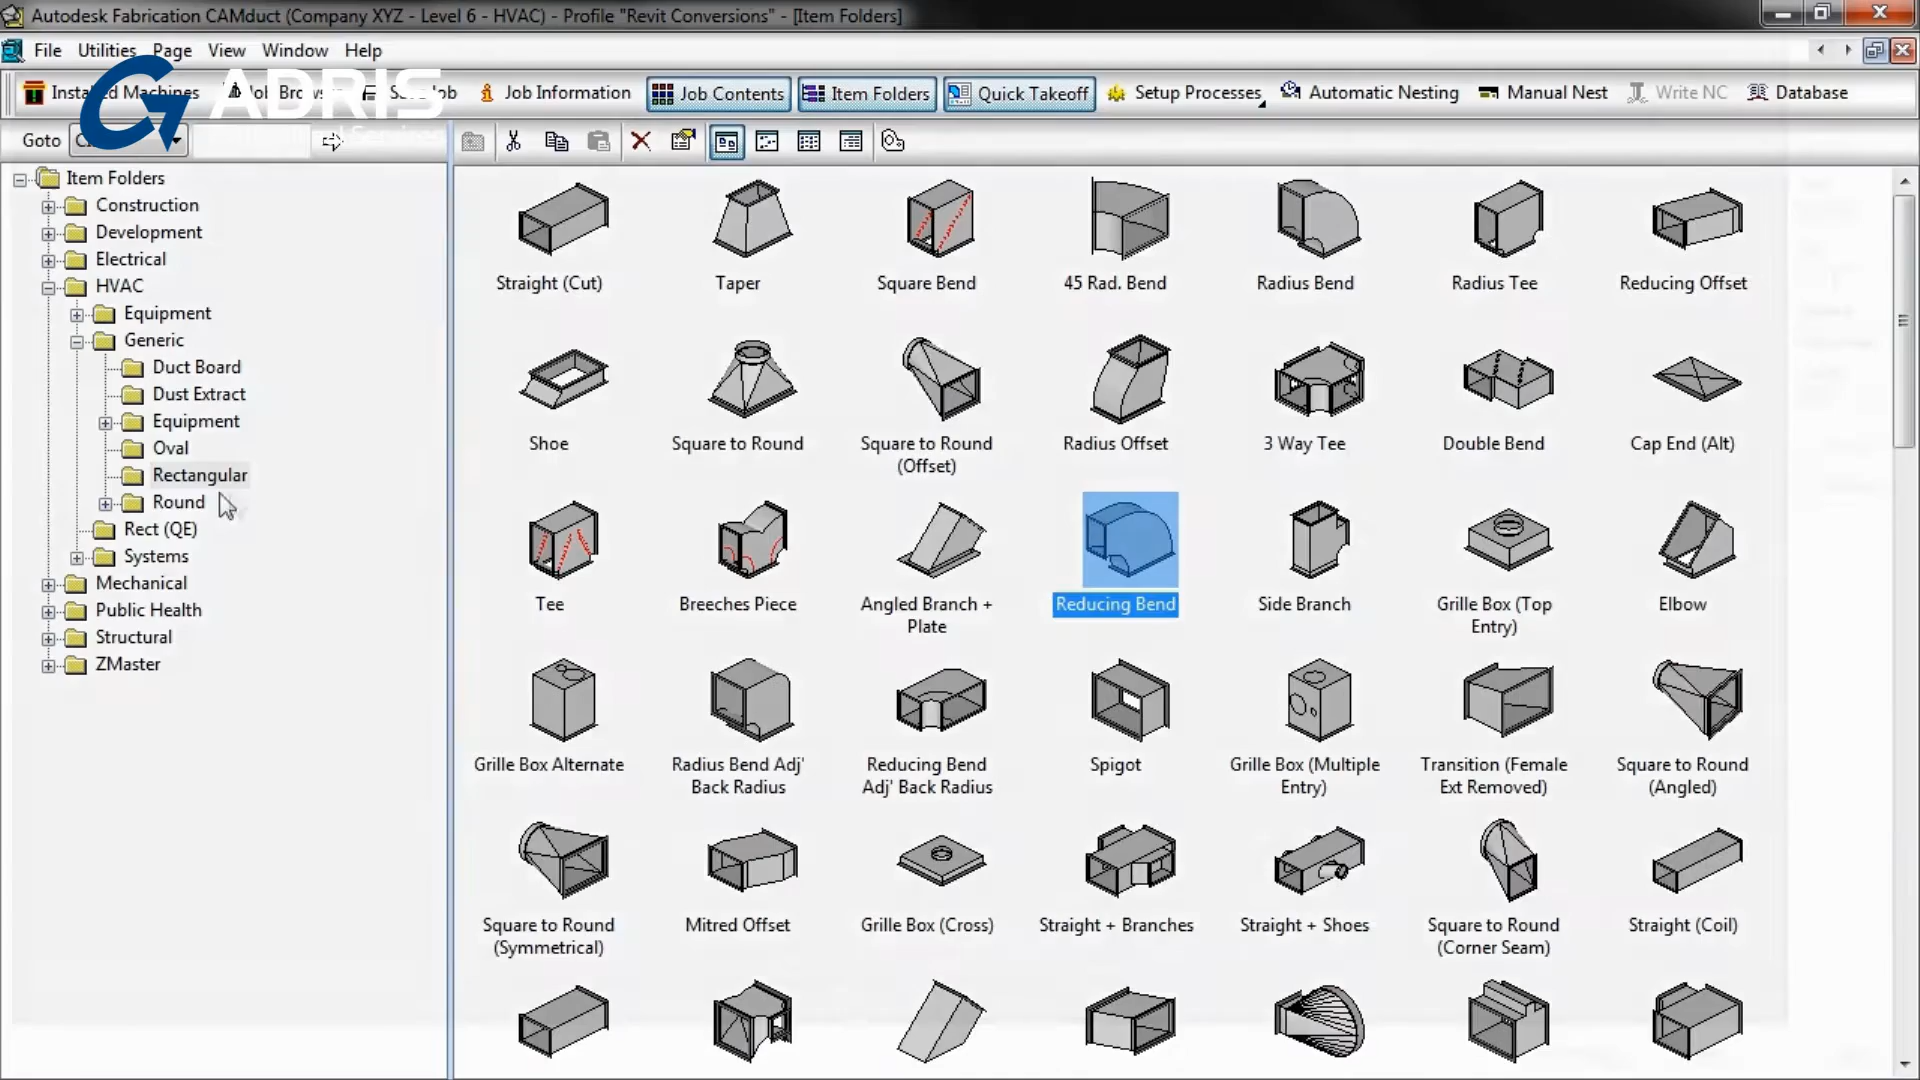 Autodesk Fabrication CAMduct (Company XYZ - Level 6 - HVAC) - Profile "Revit Conversions" - [Item Folders]
File Utilities Page View Window Help
ADRIS
Job Information Job Contents Item Folders Quick Takeoff Setup Processes Automatic Nesting Manual Nest Write NC Database
Goto
Item Folders
Construction
Development
Electrical
HVAC
Equipment
Generic
Duct Board
Dust Extract
Equipment
Oval
Rectangular
Round
Rect (QE)
Systems
Mechanical
Public Health
Structural
ZMaster
Straight (Cut) Taper Square Bend 45 Rad. Bend Radius Bend Radius Tee Reducing Offset
Shoe Square to Round Square to Round (Offset) Radius Offset 3 Way Tee Double Bend Cap End (Alt)
Tee Breeches Piece Angled Branch + Plate Reducing Bend Side Branch Grille Box (Top Entry) Elbow
Grille Box Alternate Radius Bend Adj' Back Radius Reducing Bend Adj' Back Radius Spigot Grille Box (Multiple Entry) Transition (Female Ext Removed) Square to Round (Angled)
Square to Round (Symmetrical) Mitred Offset Grille Box (Cross) Straight + Branches Straight + Shoes Square to Round (Corner Seam) Straight (Coil)